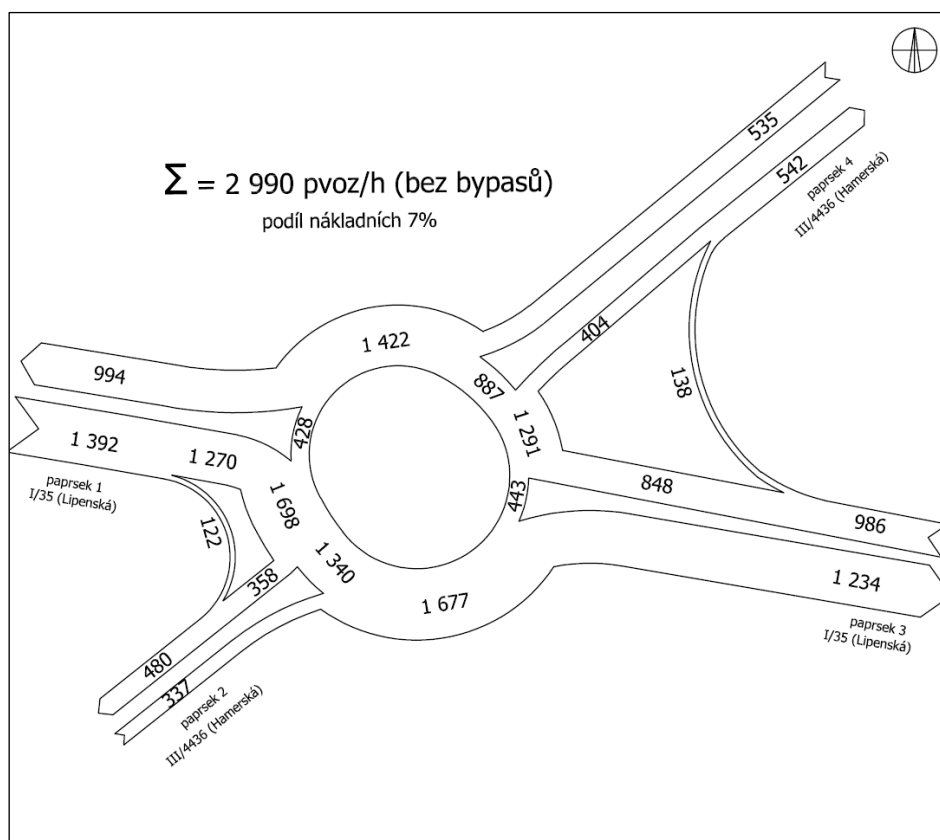 Σ = 2 990 pvoz/h (bez bypasů)
podíl nákladních 7%
535
542
paprsek 4
III/4436 (Hamerská)
1 422
404
138
887
994
428
1 291
1 392
1 270
848
paprsek 1
I/35 (Lipenská)
443
1 698
986
122
1 340
358
1 677
1 234
paprsek 3
I/35 (Lipenská)
480
337
paprsek 2
III/4436 (Hamerská)